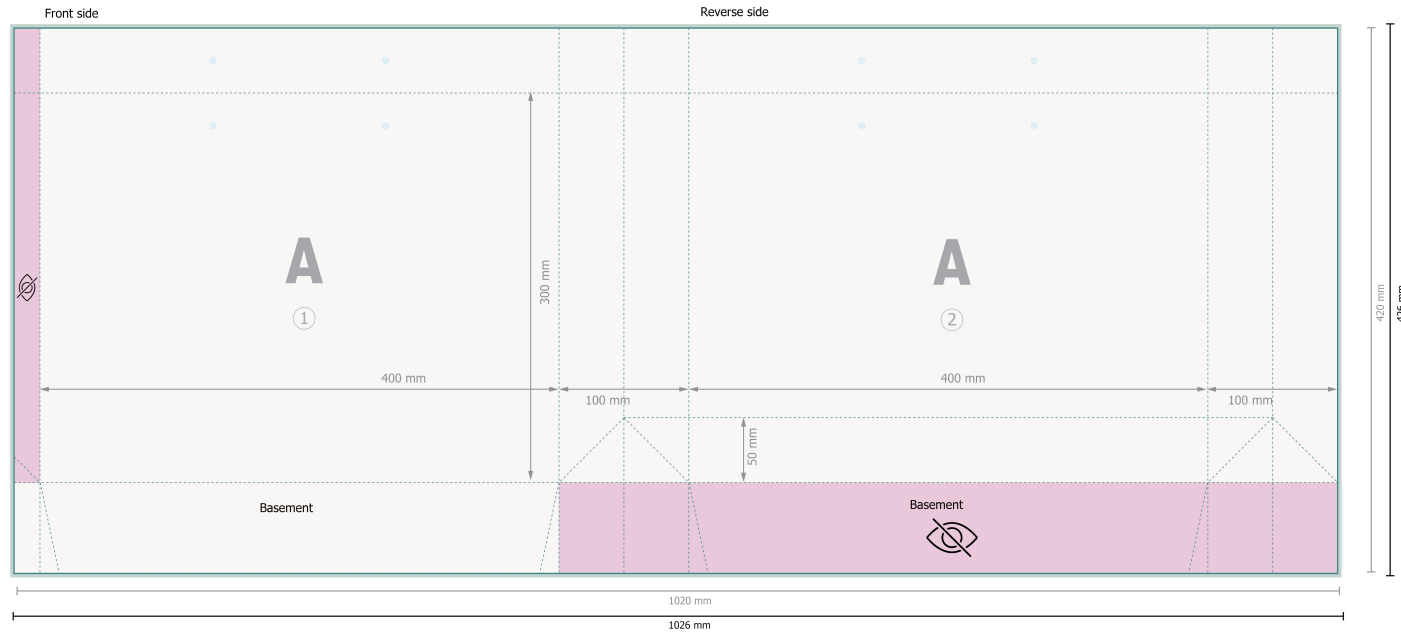 Front side
Reverse side
A
1
300 mm
A
2
400 mm
100 mm
400 mm
100 mm
50 mm
Basement
Basement
420 mm
1020 mm
1026 mm